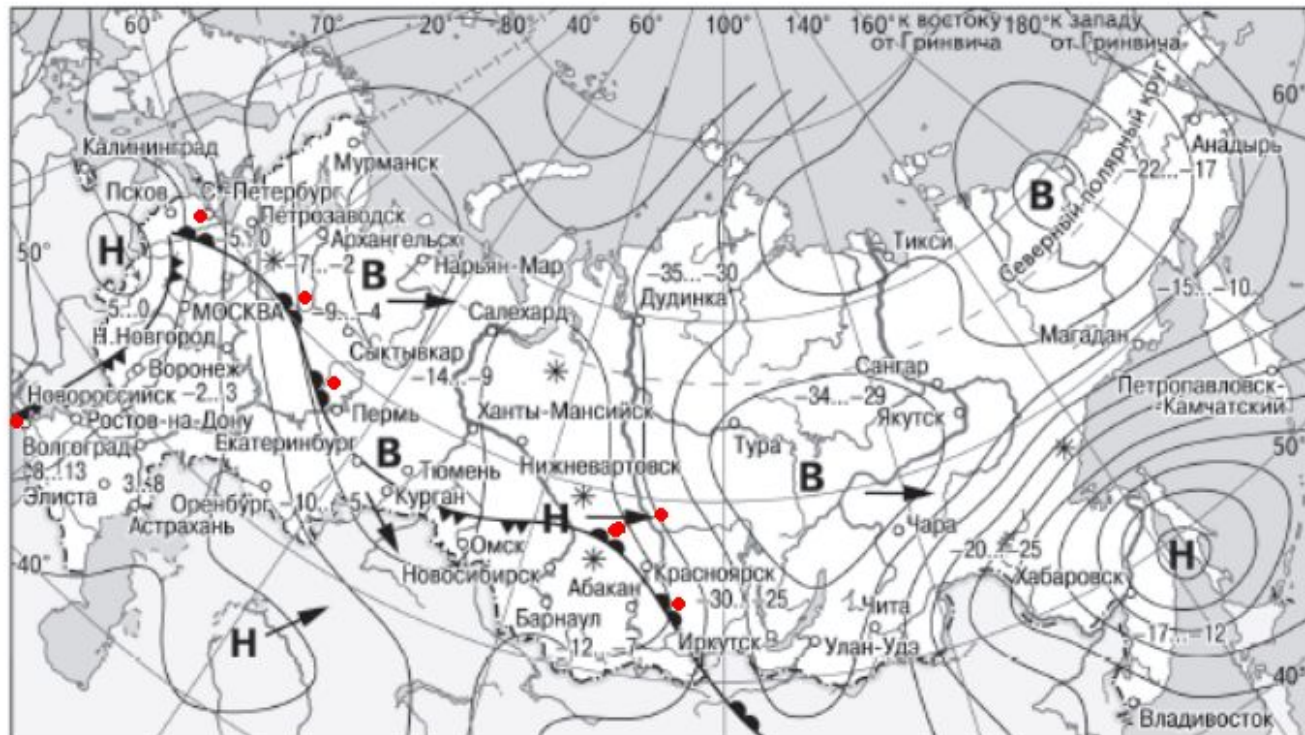 60° 70° 20° 30° 40° 60° 80° 100° 120° 140° 160° к востоку 180° к западу
от Гринвича от Гринвича
60°
Северный полярный круг
Калининград
Мурманск
Анадырь
-22...-17
В
Псков С.-Петербург
Петрозаводск
-5...0
Архангельск
50°
Н
-7...-2
В
Нарьян-Мар
-35...-30
Дудинка
Тикси
-15...-10
-5...0
МОСКВА
-9...-4
Салехард
Магадан
Н.Новгород
Сыктывкар
Воронеж
-14...-9
Сангар
Петропавловск-
-Камчатский
Новороссийск -2...3
Ростов-на-Дону
Пермь
Ханты-Мансийск
-34...-29
Якутск
Волгоград
Екатеринбург
Тура
50°
8...13
В
Тюмень
Нижневартовск
В
Элиста
3...8
Оренбург -10...-5
Курган
Астрахань
Н
Чара
40°
Омск
-20...-25
Н
Новосибирск
Абакан
Красноярск
Хабаровск
-30...-25
Барнаул
Чита
Н
-12...-7
Иркутск
Улан-Удэ
-17...-12
40°
Владивосток